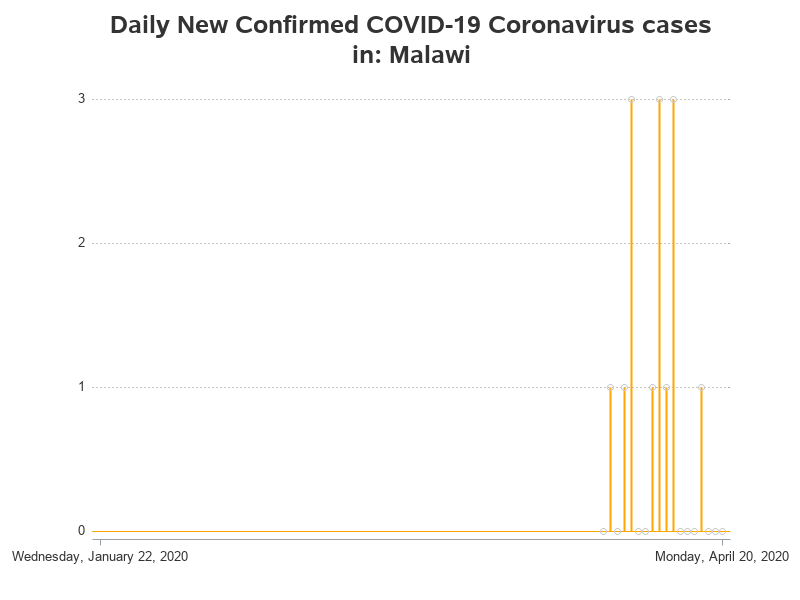 Daily New Confirmed COVID-19 Coronavirus cases
in: Malawi
3
2
1
0
Wednesday, January 22, 2020 Monday, April 20, 2020